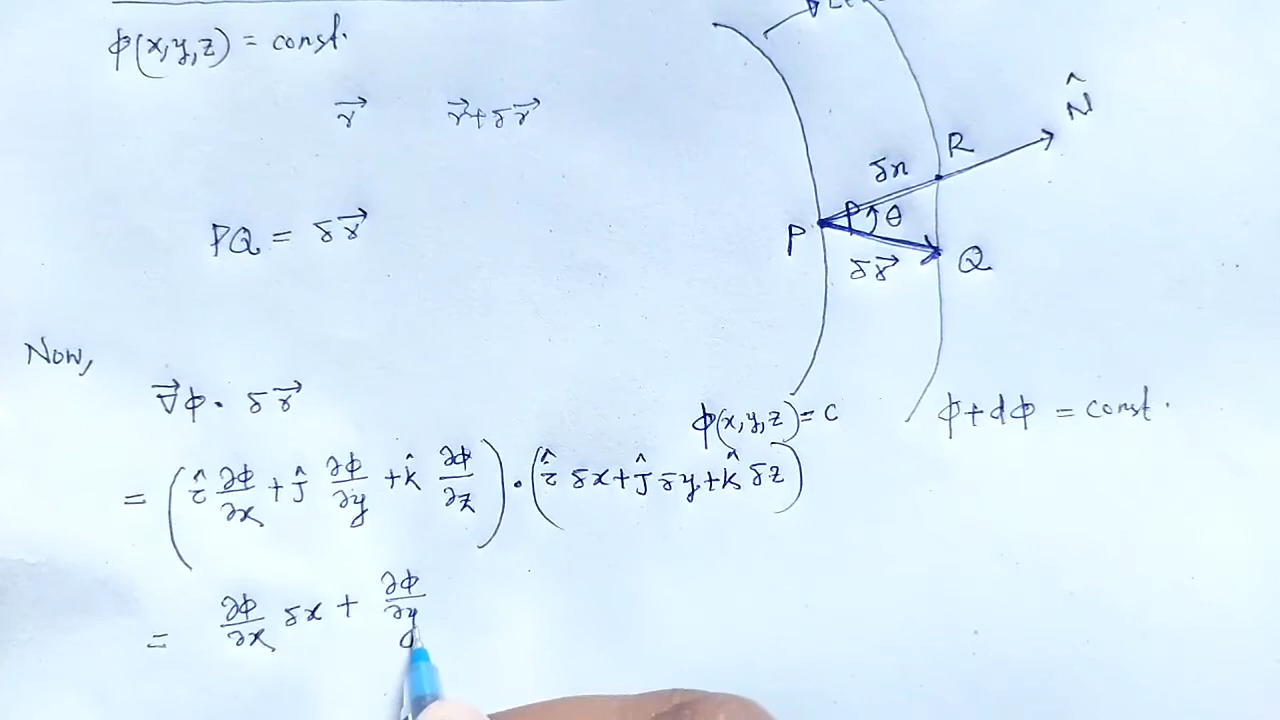 ϕ(x,y,z) = const.
r⃗ r⃗+δr⃗
N̂
R
δn
PQ = δr⃗
P
θ
δr⃗
Q
Now,
∇⃗ϕ · δr⃗
ϕ(x,y,z) = c
ϕ+dϕ = const.
= (î ∂ϕ/∂x + ĵ ∂ϕ/∂y + k̂ ∂ϕ/∂z) · (î δx + ĵ δy + k̂ δz)
= ∂ϕ/∂x δx + ∂ϕ/∂y